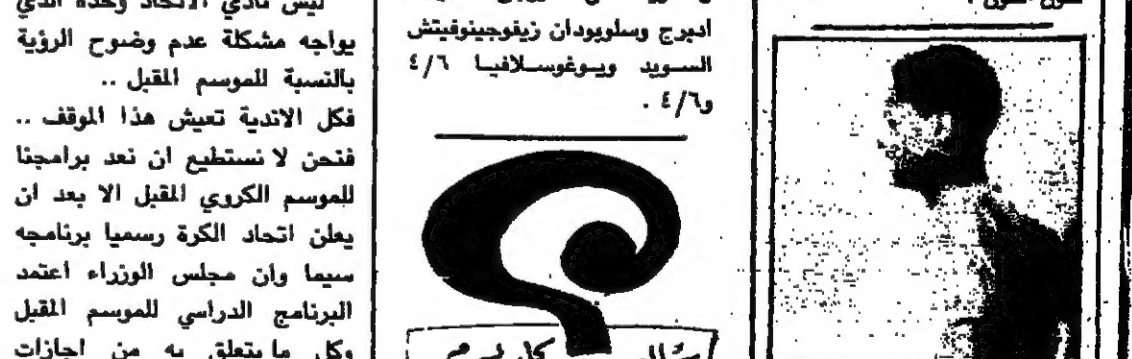 يواجه مشكلة عدم وضوح الرؤية
بالنسبة للموسم المقبل ..
فكل الاندية تعيش هذا الموقف ..
فنحن لا نستطيع ان نعد برامجنا
للموسم الكروي المقبل الا بعد ان
يعلن اتحاد الكرة رسميا برنامجه
سيما وان مجلس الوزراء اعتمد
البرنامج الدراسي للموسم المقبل
وكل ما يتعلق به من اجازات
ادبرج وسلوبودان زيفوجينوفيتش
السويد ويوغوسلافيا ٤/٦
و٤/٦ .
ليس نادي الاتحاد وحده الذي